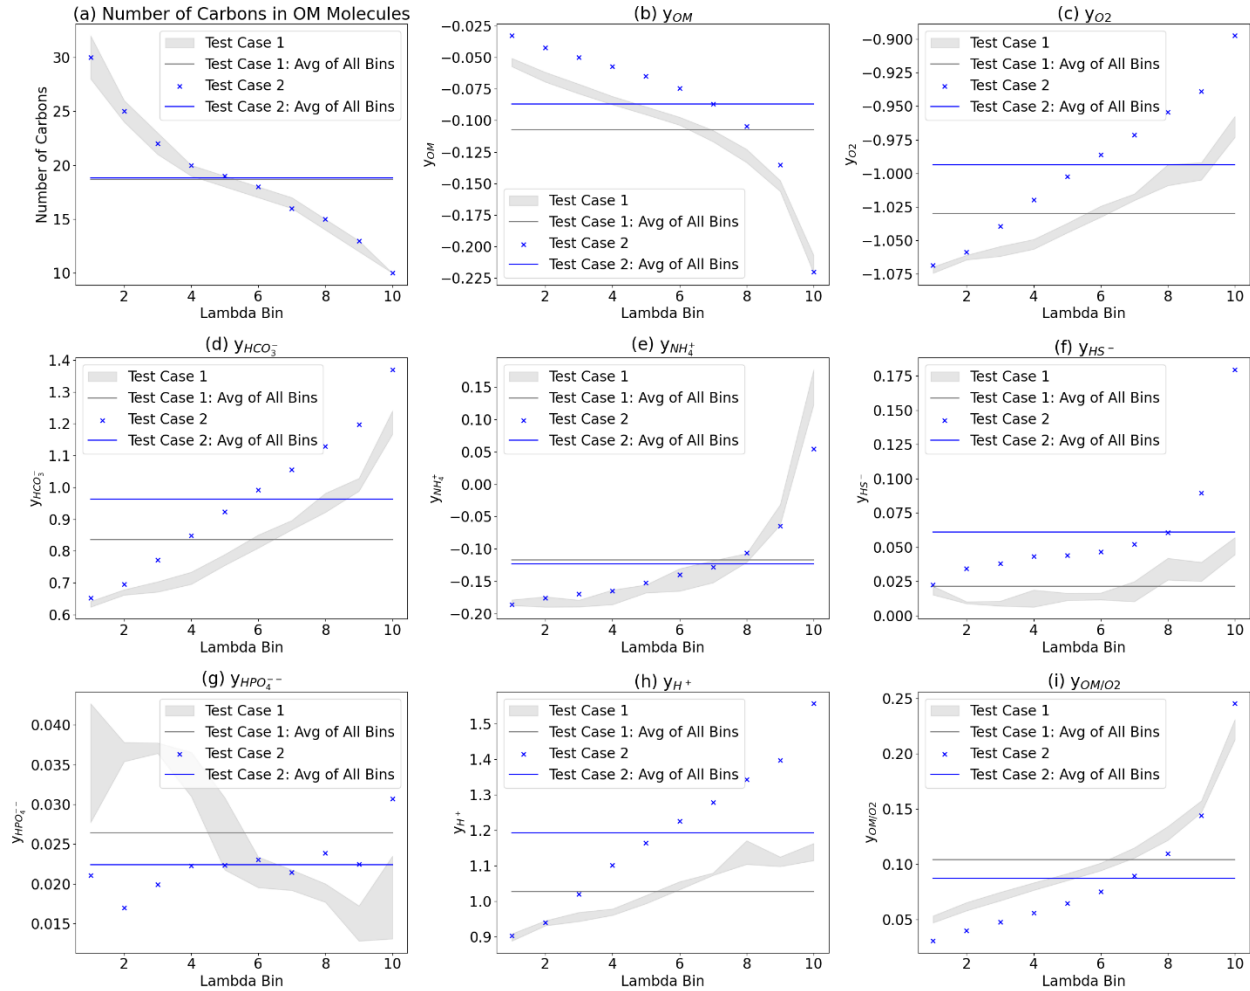 (a) Number of Carbons in OM Molecules
Number of Carbons
30
25
20
15
10
Test Case 1
Test Case 1: Avg of All Bins
Test Case 2
Test Case 2: Avg of All Bins
2 4 6 8 10
Lambda Bin
(b) y_OM
y_OM
−0.025
−0.050
−0.075
−0.100
−0.125
−0.150
−0.175
−0.200
−0.225
Test Case 1
Test Case 1: Avg of All Bins
Test Case 2
Test Case 2: Avg of All Bins
2 4 6 8 10
Lambda Bin
(c) y_O2
y_O2
−0.900
−0.925
−0.950
−0.975
−1.000
−1.025
−1.050
−1.075
Test Case 1
Test Case 1: Avg of All Bins
Test Case 2
Test Case 2: Avg of All Bins
2 4 6 8 10
Lambda Bin
(d) y_HCO₃⁻
y_HCO₃⁻
1.4
1.3
1.2
1.1
1.0
0.9
0.8
0.7
0.6
Test Case 1
Test Case 1: Avg of All Bins
Test Case 2
Test Case 2: Avg of All Bins
2 4 6 8 10
Lambda Bin
(e) y_NH₄⁺
y_NH₄⁺
0.15
0.10
0.05
0.00
−0.05
−0.10
−0.15
−0.20
Test Case 1
Test Case 1: Avg of All Bins
Test Case 2
Test Case 2: Avg of All Bins
2 4 6 8 10
Lambda Bin
(f) y_HS⁻
y_HS⁻
0.175
0.150
0.125
0.100
0.075
0.050
0.025
0.000
Test Case 1
Test Case 1: Avg of All Bins
Test Case 2
Test Case 2: Avg of All Bins
2 4 6 8 10
Lambda Bin
(g) y_HPO₄⁻⁻
y_HPO₄⁻⁻
0.040
0.035
0.030
0.025
0.020
0.015
Test Case 1
Test Case 1: Avg of All Bins
Test Case 2
Test Case 2: Avg of All Bins
2 4 6 8 10
Lambda Bin
(h) y_H⁺
y_H⁺
1.5
1.4
1.3
1.2
1.1
1.0
0.9
Test Case 1
Test Case 1: Avg of All Bins
Test Case 2
Test Case 2: Avg of All Bins
2 4 6 8 10
Lambda Bin
(i) y_OM/O2
y_OM/O2
0.25
0.20
0.15
0.10
0.05
Test Case 1
Test Case 1: Avg of All Bins
Test Case 2
Test Case 2: Avg of All Bins
2 4 6 8 10
Lambda Bin